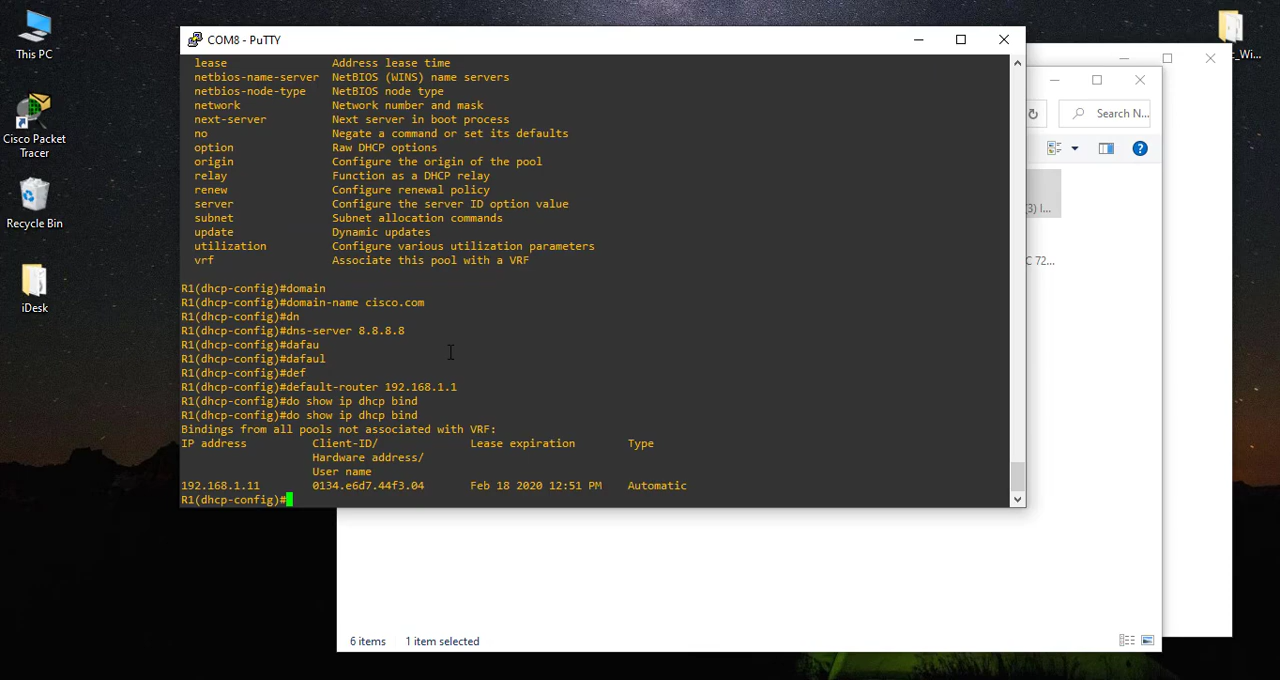 This PC
Cisco Packet
Tracer
Recycle Bin
iDesk
COM8 - PuTTY
lease Address lease time
netbios-name-server NetBIOS (WINS) name servers
netbios-node-type NetBIOS node type
network Network number and mask
next-server Next server in boot process
no Negate a command or set its defaults
option Raw DHCP options
origin Configure the origin of the pool
relay Function as a DHCP relay
renew Configure renewal policy
server Configure the server ID option value
subnet Subnet allocation commands
update Dynamic updates
utilization Configure various utilization parameters
vrf Associate this pool with a VRF
R1(dhcp-config)#domain
R1(dhcp-config)#domain-name cisco.com
R1(dhcp-config)#dn
R1(dhcp-config)#dns-server 8.8.8.8
R1(dhcp-config)#dafau
R1(dhcp-config)#dafaul
R1(dhcp-config)#def
R1(dhcp-config)#default-router 192.168.1.1
R1(dhcp-config)#do show ip dhcp bind
R1(dhcp-config)#do show ip dhcp bind
Bindings from all pools not associated with VRF:
IP address Client-ID/ Lease expiration Type
Hardware address/
User name
192.168.1.11 0134.e6d7.44f3.04 Feb 18 2020 12:51 PM Automatic
R1(dhcp-config)#
Search N...
(3) I...
C 72...
6 items 1 item selected
c_Wi...